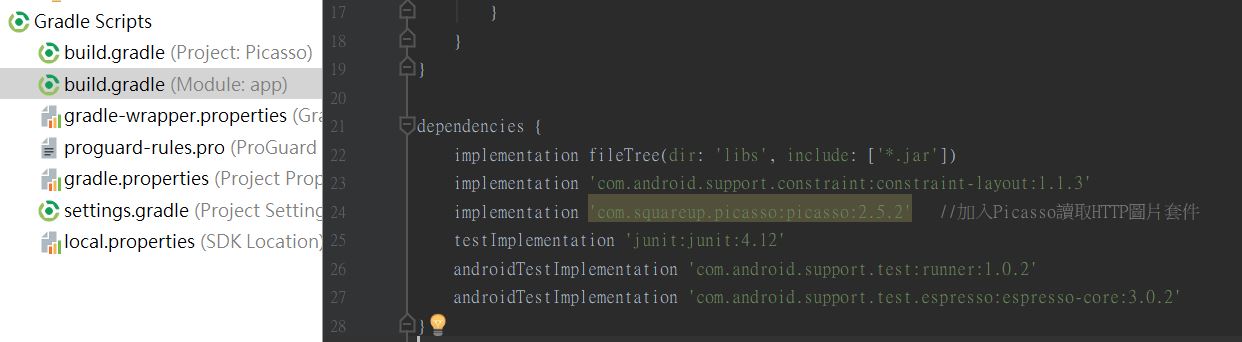 Gradle Scripts
build.gradle (Project: Picasso)
build.gradle (Module: app)
gradle-wrapper.properties (Gra
proguard-rules.pro (ProGuard
gradle.properties (Project Prop
settings.gradle (Project Setting
local.properties (SDK Location)
17 }
18 }
19 }
20
21 dependencies {
22 implementation fileTree(dir: 'libs', include: ['*.jar'])
23 implementation 'com.android.support.constraint:constraint-layout:1.1.3'
24 implementation 'com.squareup.picasso:picasso:2.5.2' //加入Picasso讀取HTTP圖片套件
25 testImplementation 'junit:junit:4.12'
26 androidTestImplementation 'com.android.support.test:runner:1.0.2'
27 androidTestImplementation 'com.android.support.test.espresso:espresso-core:3.0.2'
28 }